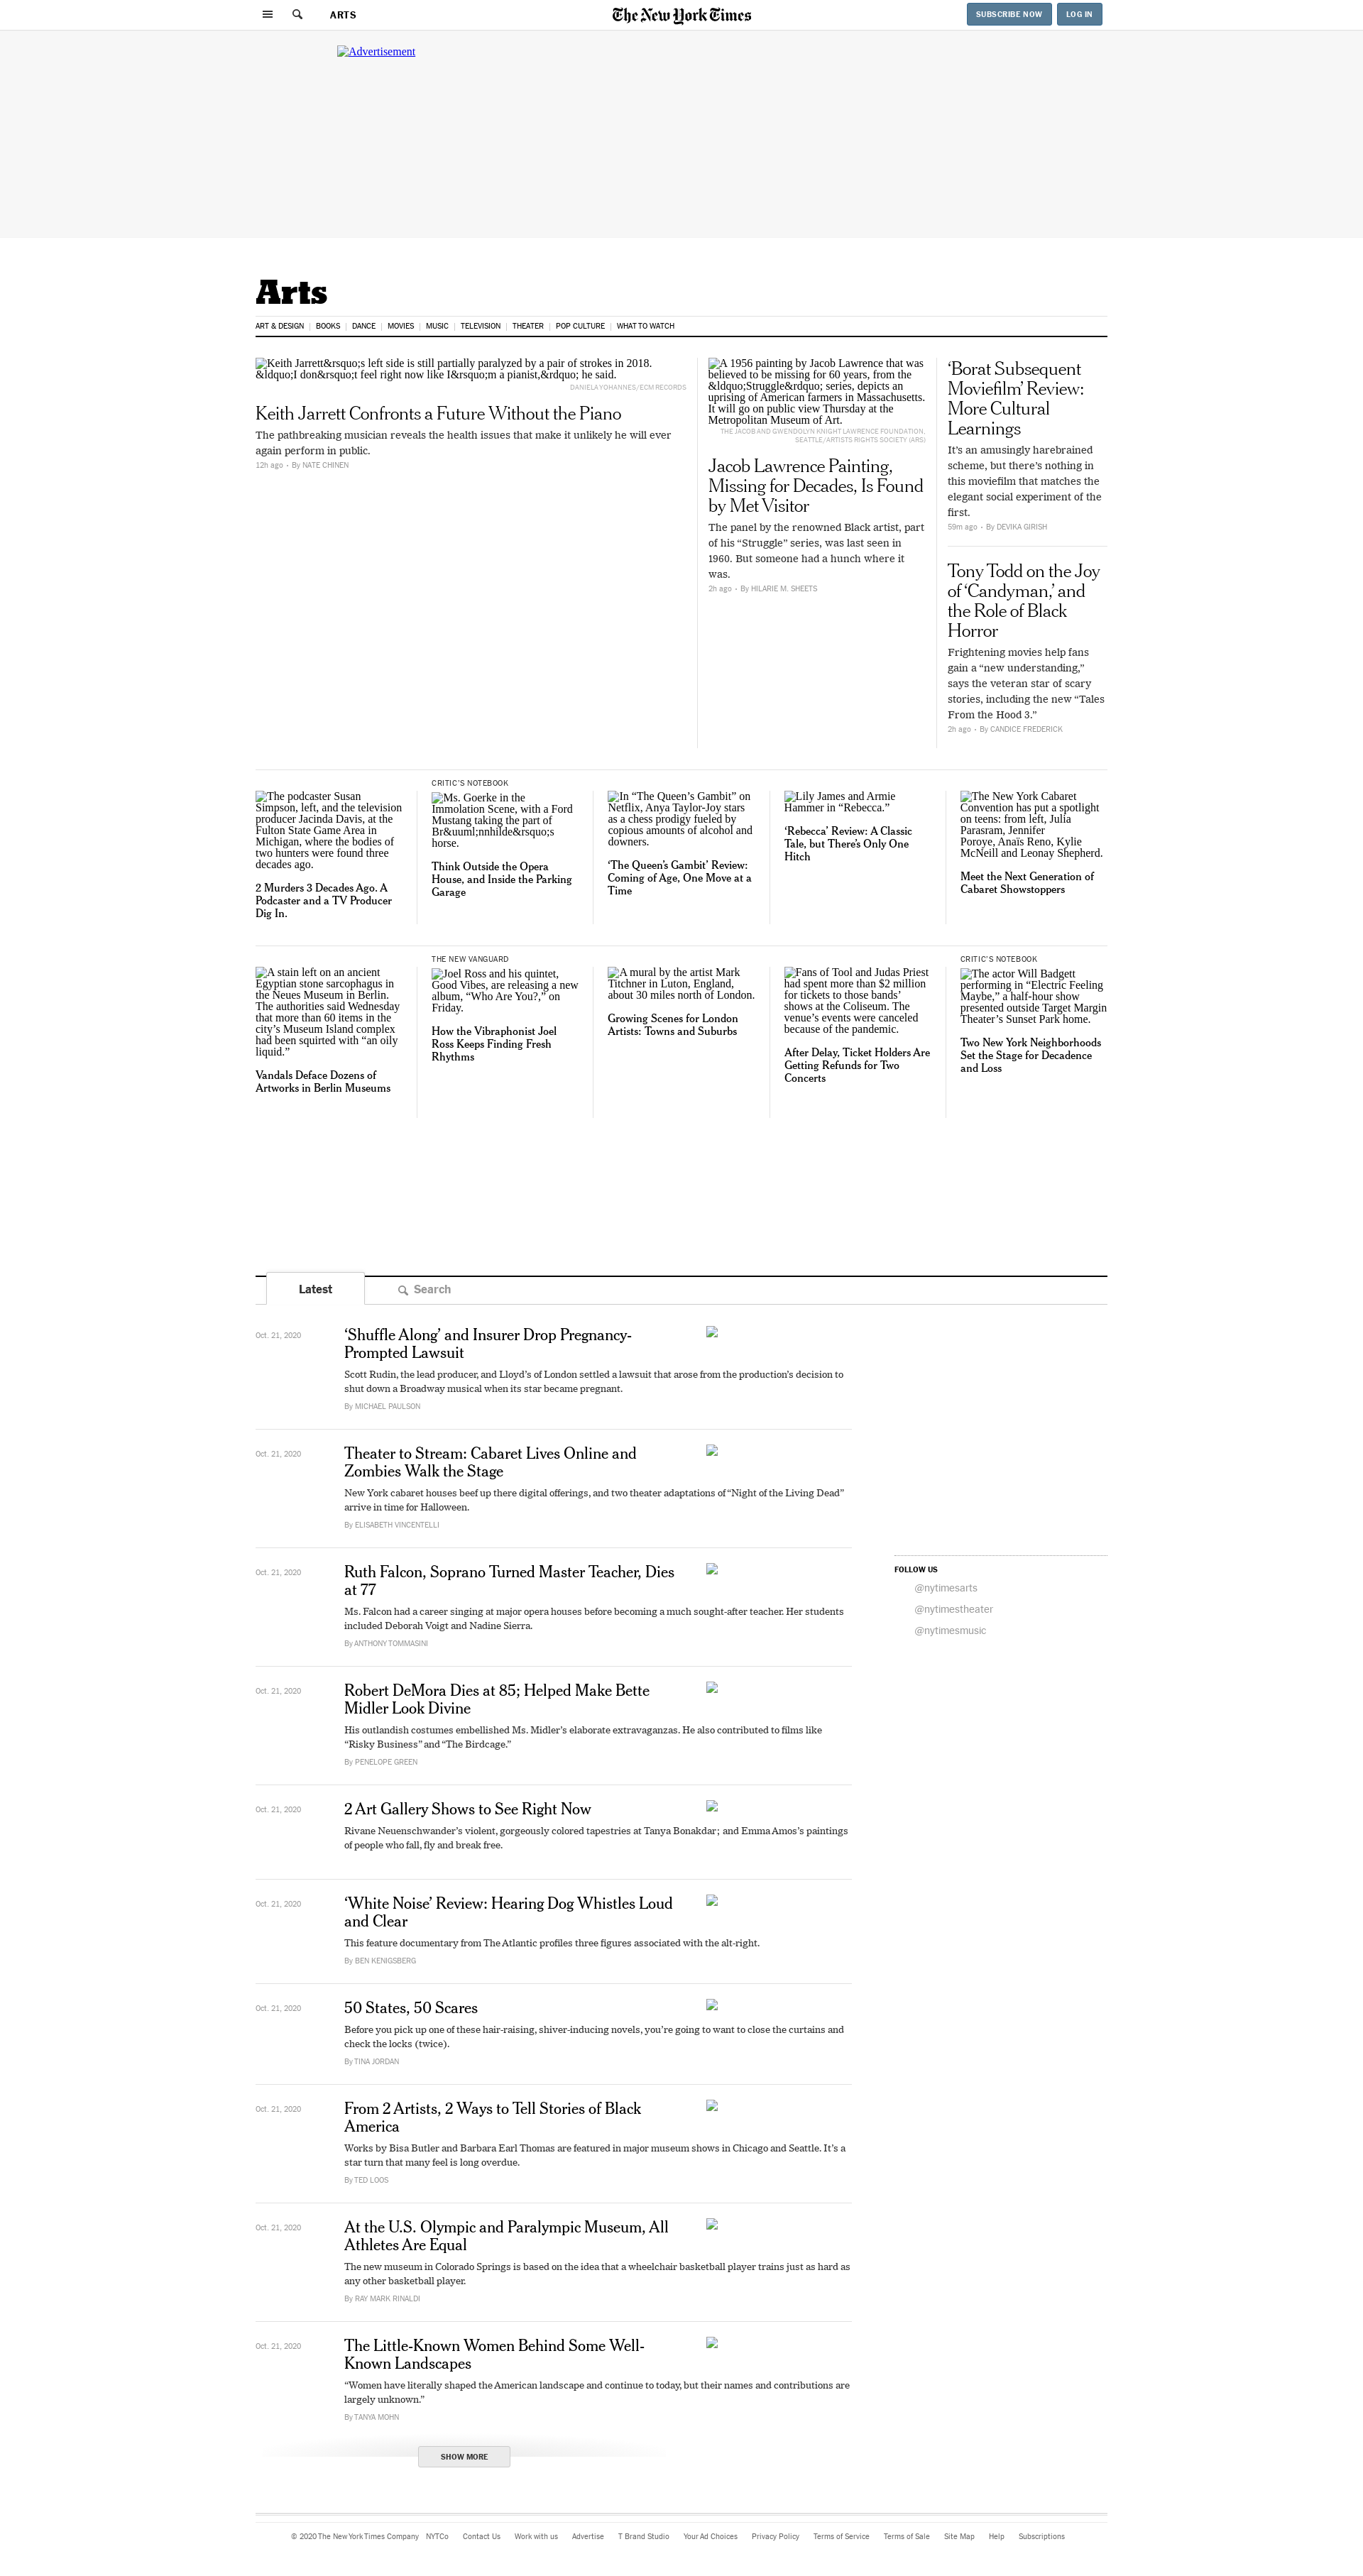 ARTS
The New York Times
SUBSCRIBE NOW
LOG IN
Advertisement
Arts
ART & DESIGN
BOOKS
DANCE
MOVIES
MUSIC
TELEVISION
THEATER
POP CULTURE
WHAT TO WATCH
Keith Jarrett&rsquo;s left side is still partially paralyzed by a pair of strokes in 2018.
&ldquo;I don&rsquo;t feel right now like I&rsquo;m a pianist,&rdquo; he said.
DANIELA YOHANNES/ECM RECORDS
Keith Jarrett Confronts a Future Without the Piano
The pathbreaking musician reveals the health issues that make it unlikely he will ever
again perform in public.
12h ago • By NATE CHINEN
A 1956 painting by Jacob Lawrence that was
believed to be missing for 60 years, from the
&ldquo;Struggle&rdquo; series, depicts an
uprising of American farmers in Massachusetts.
It will go on public view Thursday at the
Metropolitan Museum of Art.
THE JACOB AND GWENDOLYN KNIGHT LAWRENCE FOUNDATION,
SEATTLE/ARTISTS RIGHTS SOCIETY (ARS)
Jacob Lawrence Painting,
Missing for Decades, Is Found
by Met Visitor
The panel by the renowned Black artist, part
of his “Struggle” series, was last seen in
1960. But someone had a hunch where it
was.
2h ago • By HILARIE M. SHEETS
‘Borat Subsequent
Moviefilm’ Review:
More Cultural
Learnings
It’s an amusingly harebrained
scheme, but there’s nothing in
this moviefilm that matches the
elegant social experiment of the
first.
59m ago • By DEVIKA GIRISH
Tony Todd on the Joy
of ‘Candyman,’ and
the Role of Black
Horror
Frightening movies help fans
gain a “new understanding,”
says the veteran star of scary
stories, including the new “Tales
From the Hood 3.”
2h ago • By CANDICE FREDERICK
The podcaster Susan
Simpson, left, and the television
producer Jacinda Davis, at the
Fulton State Game Area in
Michigan, where the bodies of
two hunters were found three
decades ago.
2 Murders 3 Decades Ago. A
Podcaster and a TV Producer
Dig In.
CRITIC’S NOTEBOOK
Ms. Goerke in the
Immolation Scene, with a Ford
Mustang taking the part of
Br&uuml;nnhilde&rsquo;s
horse.
Think Outside the Opera
House, and Inside the Parking
Garage
In “The Queen’s Gambit” on
Netflix, Anya Taylor-Joy stars
as a chess prodigy fueled by
copious amounts of alcohol and
downers.
‘The Queen’s Gambit’ Review:
Coming of Age, One Move at a
Time
Lily James and Armie
Hammer in “Rebecca.”
‘Rebecca’ Review: A Classic
Tale, but There’s Only One
Hitch
The New York Cabaret
Convention has put a spotlight
on teens: from left, Julia
Parasram, Jennifer
Poroye, Anaïs Reno, Kylie
McNeill and Leonay Shepherd.
Meet the Next Generation of
Cabaret Showstoppers
A stain left on an ancient
Egyptian stone sarcophagus in
the Neues Museum in Berlin.
The authorities said Wednesday
that more than 60 items in the
city’s Museum Island complex
had been squirted with “an oily
liquid.”
Vandals Deface Dozens of
Artworks in Berlin Museums
THE NEW VANGUARD
Joel Ross and his quintet,
Good Vibes, are releasing a new
album, “Who Are You?,” on
Friday.
How the Vibraphonist Joel
Ross Keeps Finding Fresh
Rhythms
A mural by the artist Mark
Titchner in Luton, England,
about 30 miles north of London.
Growing Scenes for London
Artists: Towns and Suburbs
Fans of Tool and Judas Priest
had spent more than $2 million
for tickets to those bands’
shows at the Coliseum. The
venue’s events were canceled
because of the pandemic.
After Delay, Ticket Holders Are
Getting Refunds for Two
Concerts
CRITIC’S NOTEBOOK
The actor Will Badgett
performing in “Electric Feeling
Maybe,” a half-hour show
presented outside Target Margin
Theater’s Sunset Park home.
Two New York Neighborhoods
Set the Stage for Decadence
and Loss
Latest
Search
Oct. 21, 2020
‘Shuffle Along’ and Insurer Drop Pregnancy-
Prompted Lawsuit
Scott Rudin, the lead producer, and Lloyd’s of London settled a lawsuit that arose from the production’s decision to
shut down a Broadway musical when its star became pregnant.
By MICHAEL PAULSON
Oct. 21, 2020
Theater to Stream: Cabaret Lives Online and
Zombies Walk the Stage
New York cabaret houses beef up there digital offerings, and two theater adaptations of “Night of the Living Dead”
arrive in time for Halloween.
By ELISABETH VINCENTELLI
Oct. 21, 2020
Ruth Falcon, Soprano Turned Master Teacher, Dies
at 77
Ms. Falcon had a career singing at major opera houses before becoming a much sought-after teacher. Her students
included Deborah Voigt and Nadine Sierra.
By ANTHONY TOMMASINI
Oct. 21, 2020
Robert DeMora Dies at 85; Helped Make Bette
Midler Look Divine
His outlandish costumes embellished Ms. Midler’s elaborate extravaganzas. He also contributed to films like
“Risky Business” and “The Birdcage.”
By PENELOPE GREEN
Oct. 21, 2020
2 Art Gallery Shows to See Right Now
Rivane Neuenschwander’s violent, gorgeously colored tapestries at Tanya Bonakdar; and Emma Amos’s paintings
of people who fall, fly and break free.
Oct. 21, 2020
‘White Noise’ Review: Hearing Dog Whistles Loud
and Clear
This feature documentary from The Atlantic profiles three figures associated with the alt-right.
By BEN KENIGSBERG
Oct. 21, 2020
50 States, 50 Scares
Before you pick up one of these hair-raising, shiver-inducing novels, you’re going to want to close the curtains and
check the locks (twice).
By TINA JORDAN
Oct. 21, 2020
From 2 Artists, 2 Ways to Tell Stories of Black
America
Works by Bisa Butler and Barbara Earl Thomas are featured in major museum shows in Chicago and Seattle. It’s a
star turn that many feel is long overdue.
By TED LOOS
Oct. 21, 2020
At the U.S. Olympic and Paralympic Museum, All
Athletes Are Equal
The new museum in Colorado Springs is based on the idea that a wheelchair basketball player trains just as hard as
any other basketball player.
By RAY MARK RINALDI
Oct. 21, 2020
The Little-Known Women Behind Some Well-
Known Landscapes
“Women have literally shaped the American landscape and continue to today, but their names and contributions are
largely unknown.”
By TANYA MOHN
SHOW MORE
FOLLOW US
@nytimesarts
@nytimestheater
@nytimesmusic
© 2020 The New York Times Company
NYTCo
Contact Us
Work with us
Advertise
T Brand Studio
Your Ad Choices
Privacy Policy
Terms of Service
Terms of Sale
Site Map
Help
Subscriptions